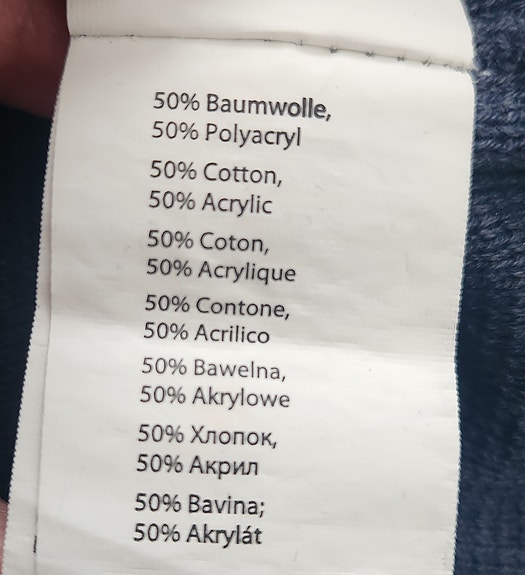 50% Baumwolle,
50% Polyacryl
50% Cotton,
50% Acrylic
50% Coton,
50% Acrylique
50% Contone,
50% Acrilico
50% Bawelna,
50% Akrylowe
50% Хлопок,
50% Акрил
50% Bavina;
50% Akrylát